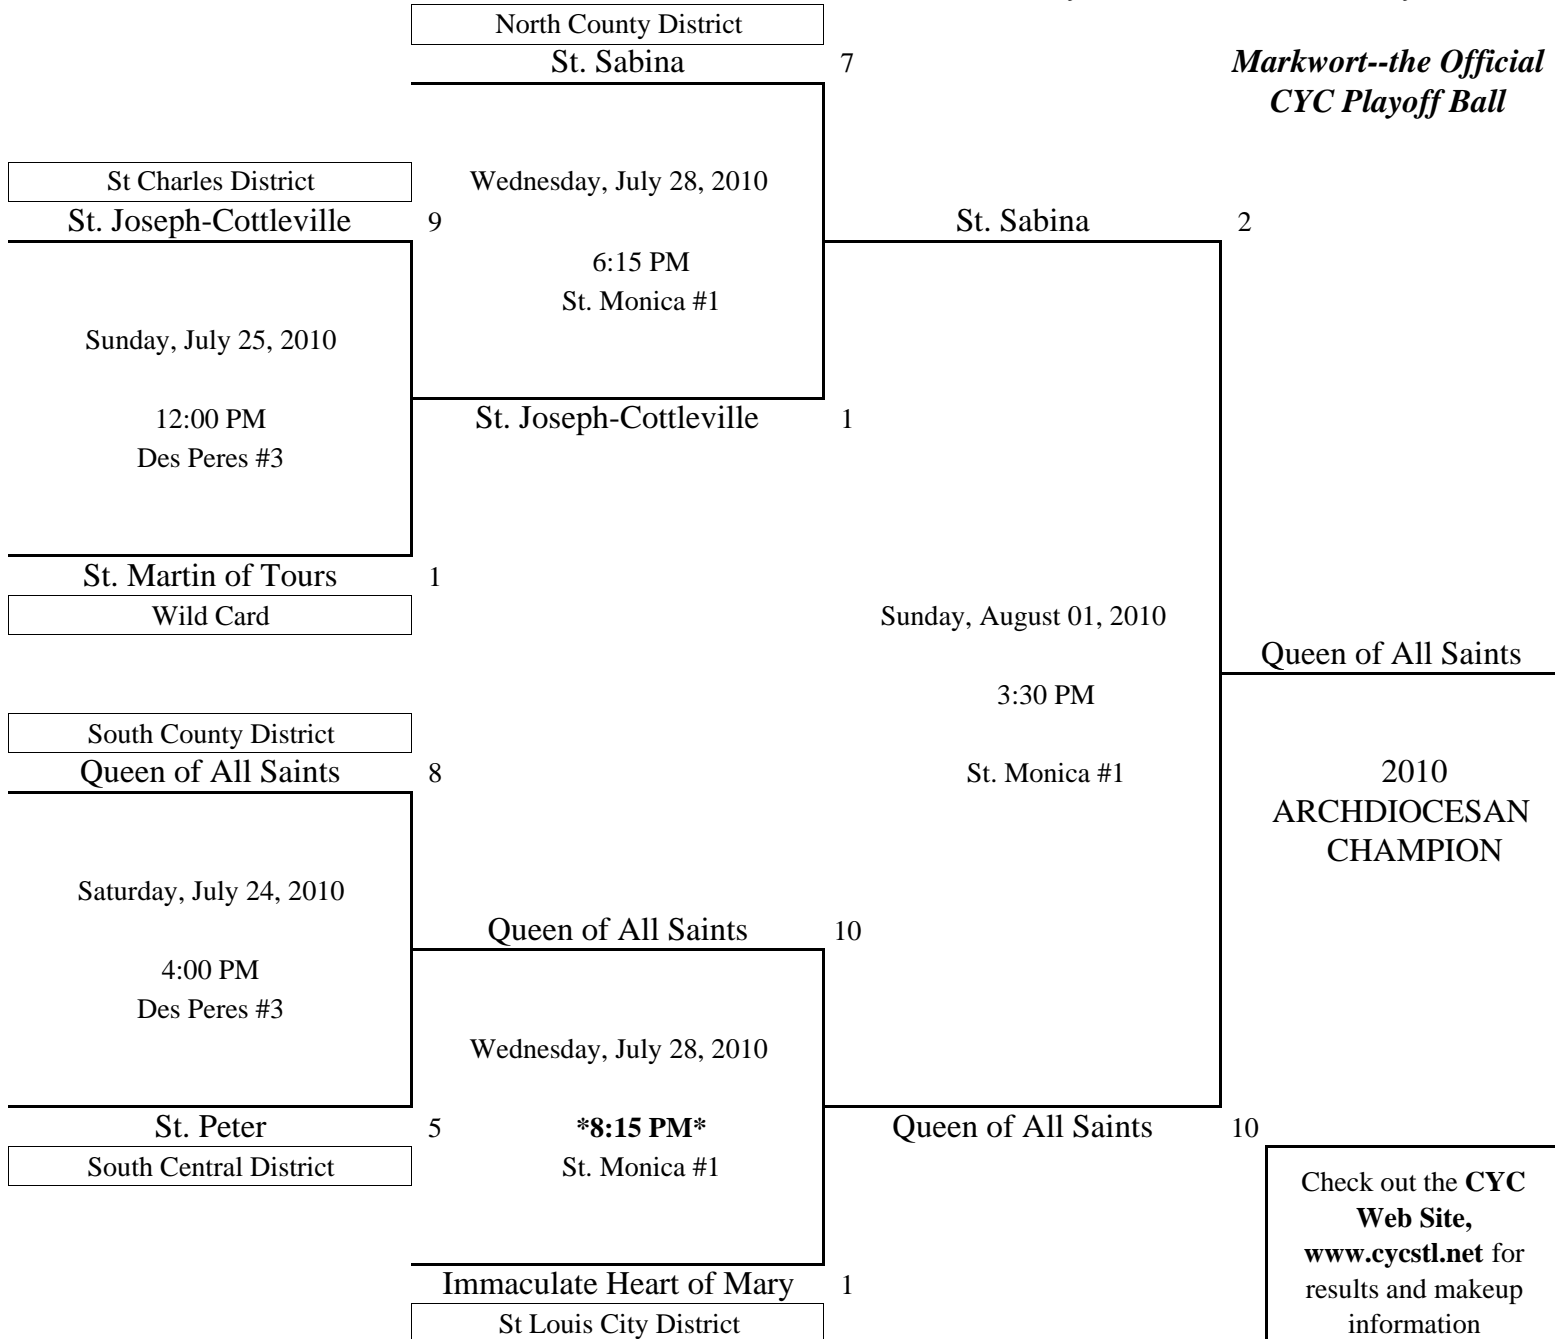 North County District
St. Sabina 7
Markwort--the Official
CYC Playoff Ball
St Charles District
Wednesday, July 28, 2010
St. Joseph-Cottleville 9
St. Sabina 2
6:15 PM
St. Monica #1
Sunday, July 25, 2010
12:00 PM
St. Joseph-Cottleville 1
Des Peres #3
St. Martin of Tours 1
Wild Card
Sunday, August 01, 2010
Queen of All Saints
3:30 PM
South County District
Queen of All Saints 8
St. Monica #1
2010
ARCHDIOCESAN
CHAMPION
Saturday, July 24, 2010
Queen of All Saints 10
4:00 PM
Des Peres #3
Wednesday, July 28, 2010
St. Peter 5
*8:15 PM*
Queen of All Saints 10
South Central District
St. Monica #1
Check out the CYC
Web Site,
www.cycstl.net for
results and makeup
information
Immaculate Heart of Mary 1
St Louis City District